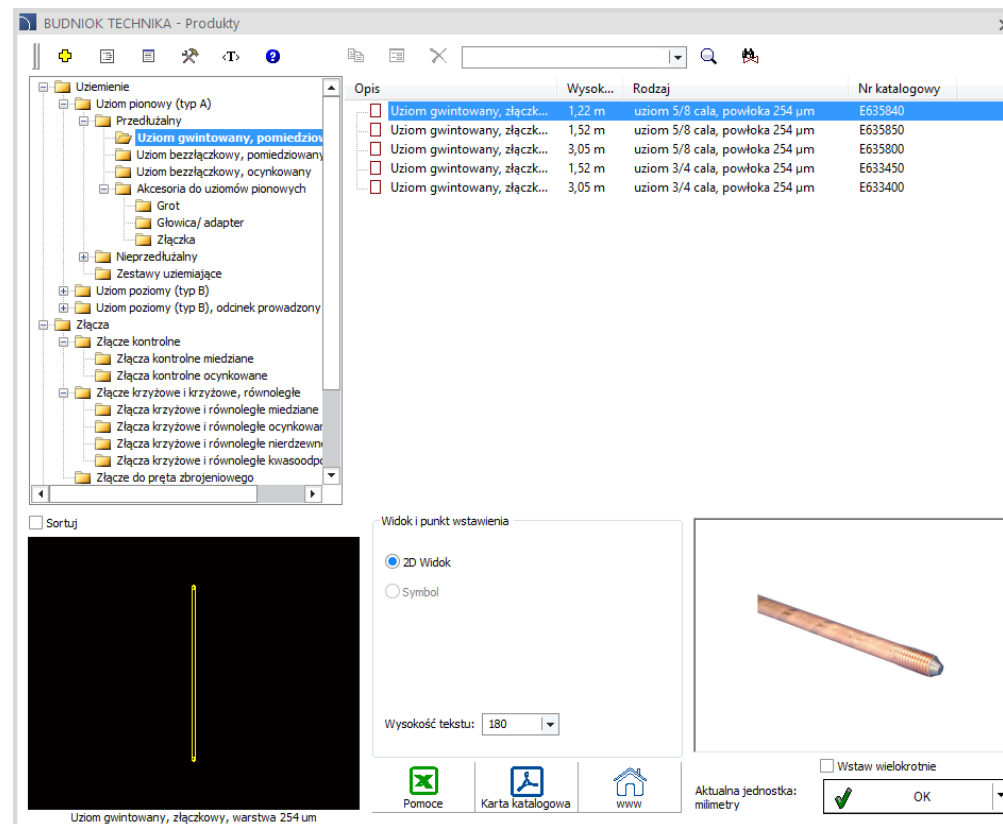 BUDNIOK TECHNIKA - Produkty
<T>
Uziemienie
Uziom pionowy (typ A)
Przedłużalny
Uziom gwintowany, pomiedziow
Uziom bezzłączkowy, pomiedziowany
Uziom bezzłączkowy, ocynkowany
Akcesoria do uziomów pionowych
Grot
Głowica/ adapter
Złączka
Nieprzedłużalny
Zestawy uziemiające
Uziom poziomy (typ B)
Uziom poziomy (typ B), odcinek prowadzony
Złącza
Złącze kontrolne
Złącza kontrolne miedziane
Złącza kontrolne ocynkowane
Złącze krzyżowe i krzyżowe, równoległe
Złącza krzyżowe i równoległe miedziane
Złącza krzyżowe i równoległe ocynkowan
Złącza krzyżowe i równoległe nierdzewn
Złącza krzyżowe i równoległe kwasoodpo
Złącze do pręta zbrojeniowego
Opis Wysok... Rodzaj Nr katalogowy
Uziom gwintowany, złączk... 1,22 m uziom 5/8 cala, powłoka 254 µm E635840
Uziom gwintowany, złączk... 1,52 m uziom 5/8 cala, powłoka 254 µm E635850
Uziom gwintowany, złączk... 3,05 m uziom 5/8 cala, powłoka 254 µm E635800
Uziom gwintowany, złączk... 1,52 m uziom 3/4 cala, powłoka 254 µm E633450
Uziom gwintowany, złączk... 3,05 m uziom 3/4 cala, powłoka 254 µm E633400
Sortuj
Uziom gwintowany, złączkowy, warstwa 254 um
Widok i punkt wstawienia
2D Widok
Symbol
Wysokość tekstu: 180
Pomoce
Karta katalogowa
www
Wstaw wielokrotnie
Aktualna jednostka:
milimetry
OK